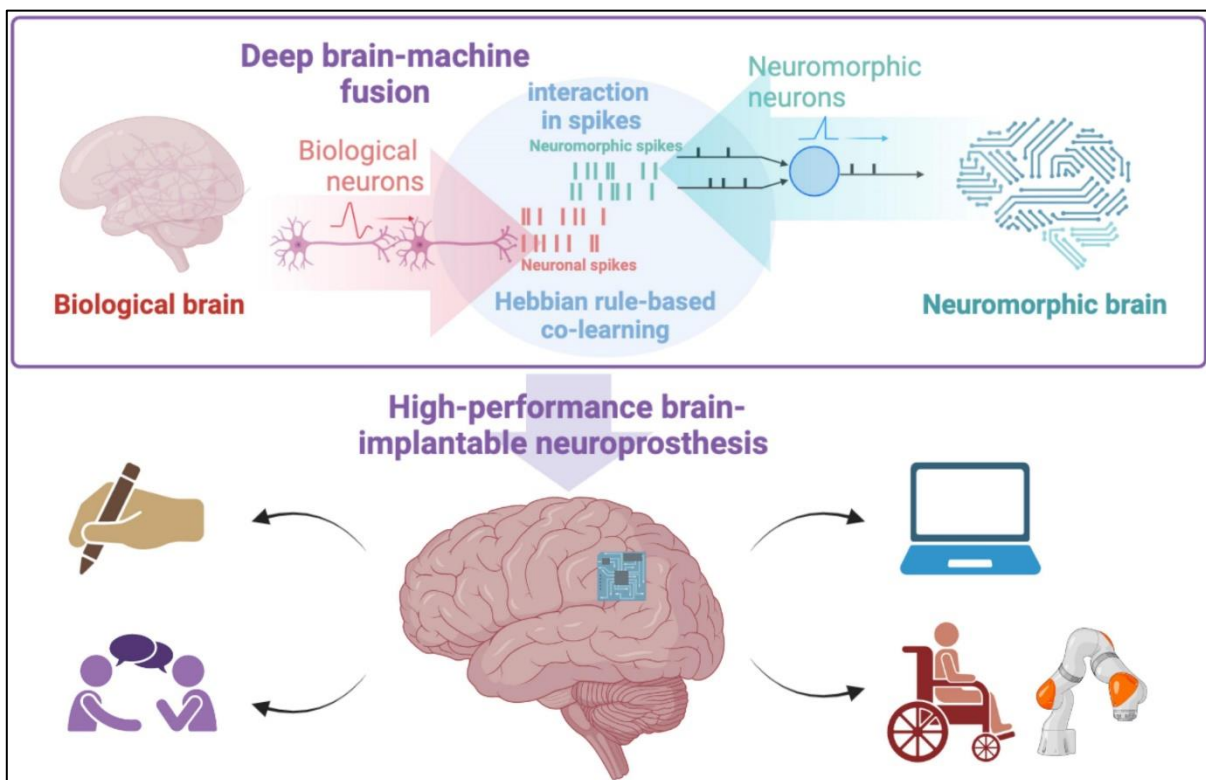 Deep brain-machine
fusion
interaction
in spikes
Neuromorphic
neurons
Neuromorphic spikes
Biological
neurons
Neuronal spikes
Biological brain
Hebbian rule-based
co-learning
Neuromorphic brain
High-performance brain-
implantable neuroprosthesis